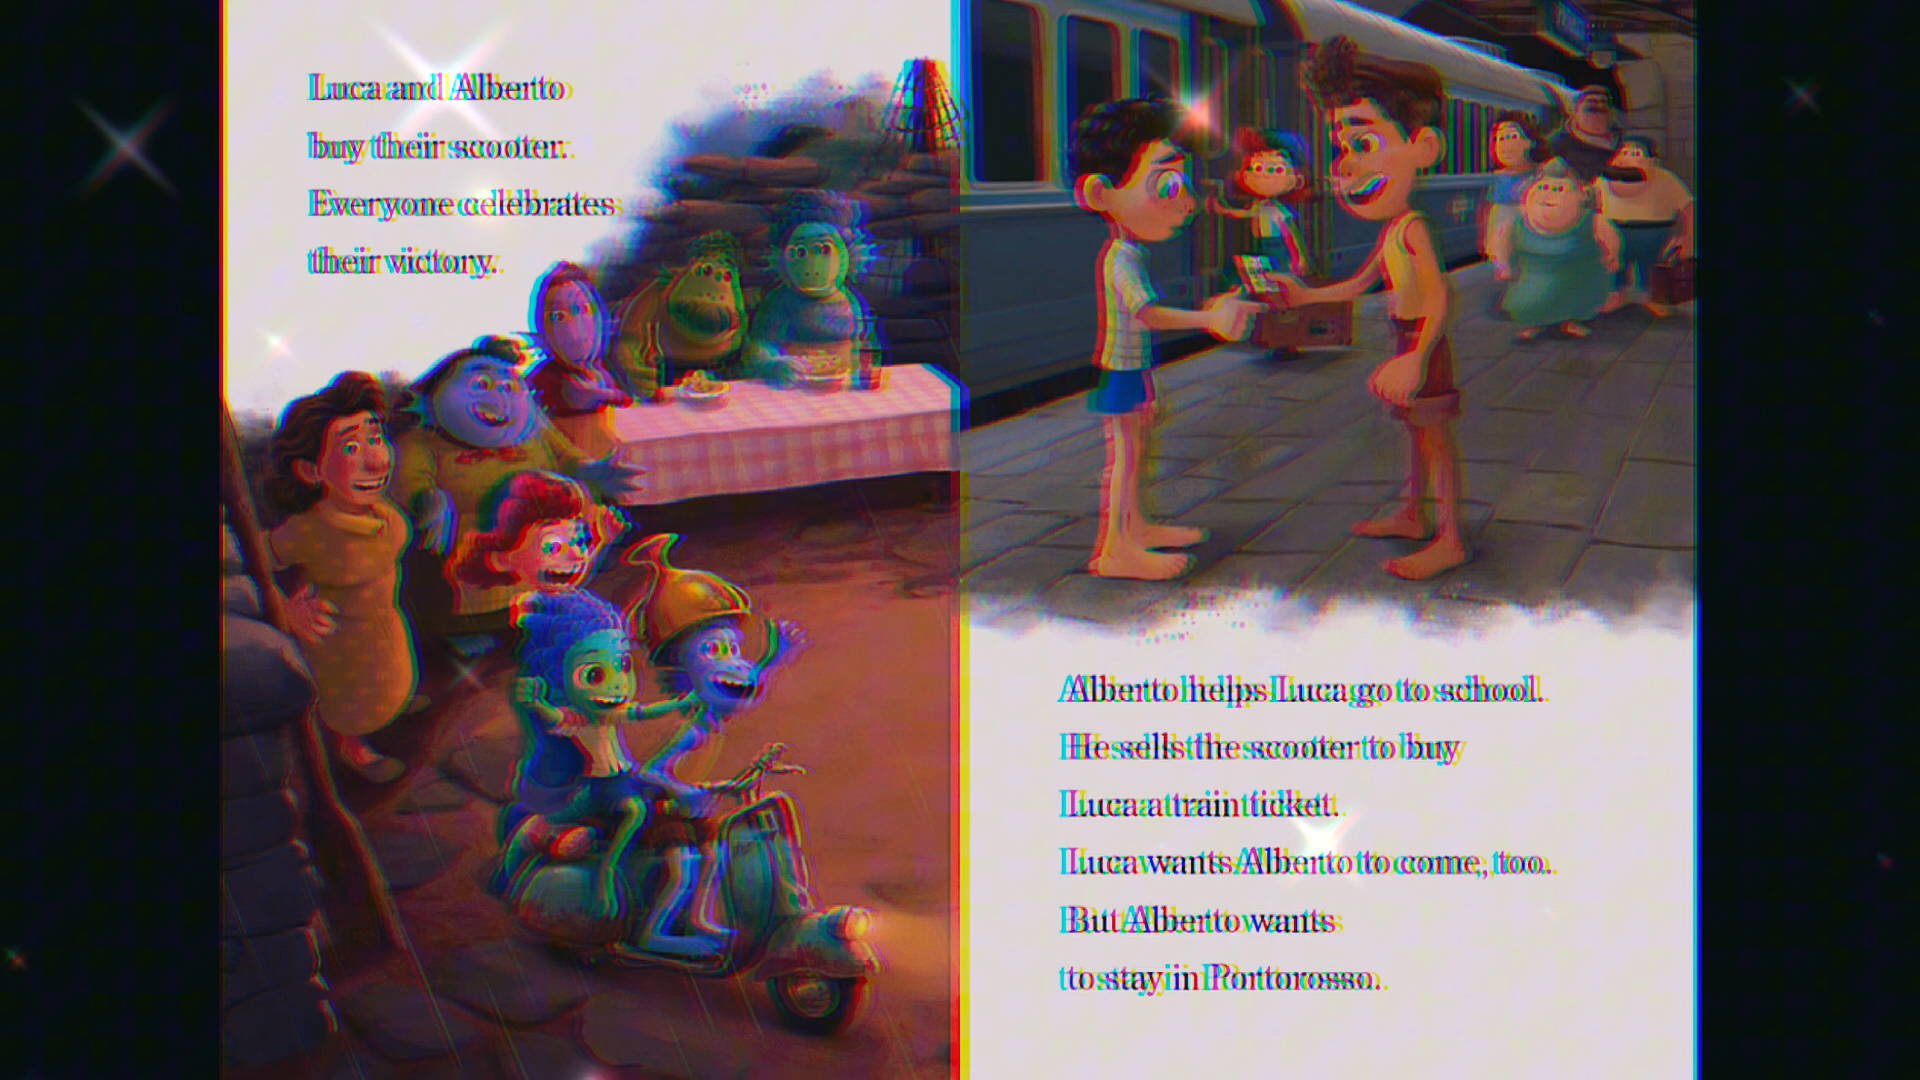 Luca and Alberto
buy their scooter.
Everyone celebrates
their victory.
Alberto helps Luca go to school.
He sells the scooter to buy
Luca a train ticket.
Luca wants Alberto to come, too.
But Alberto wants
to stay in Portorosso.